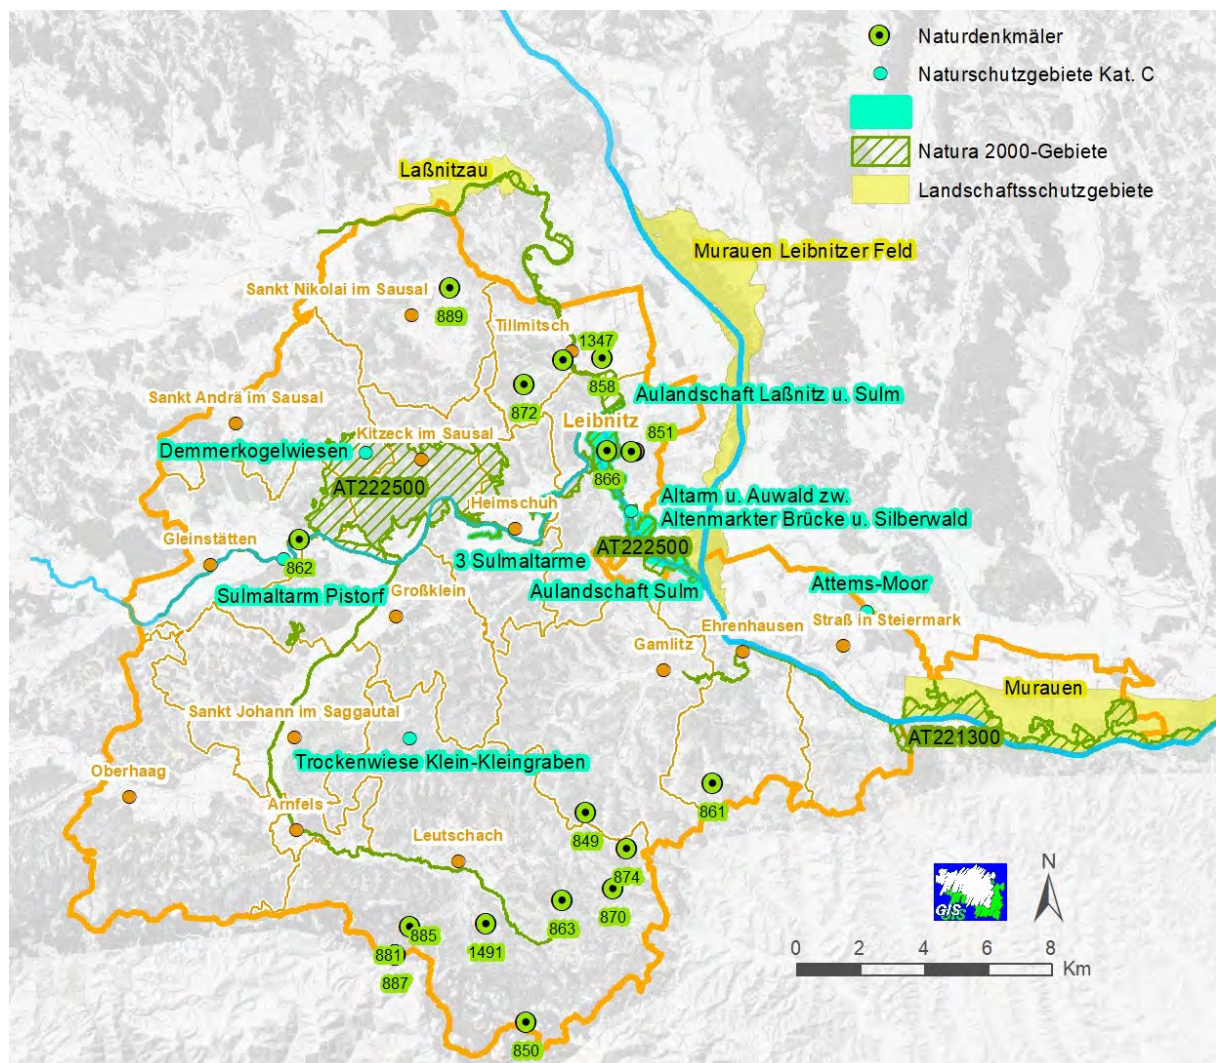 Naturdenkmäler
Naturschutzgebiete Kat. C
Natura 2000-Gebiete
Landschaftsschutzgebiete
Laßnitzau
Murauen Leibnitzer Feld
Sankt Nikolai im Sausal
889
Tillmitsch
1347
858
872
Aulandschaft Laßnitz u. Sulm
Sankt Andrä im Sausal
Leibnitz
851
Kitzeck im Sausal
Demmerkogelwiesen
866
AT222500
Altarm u. Auwald zw.
Altenmarkter Brücke u. Silberwald
Heimschuh
AT222500
Gleinstätten
862
3 Sulmaltarme
Sulmaltarm Pistorf
Aulandschaft Sulm
Attems-Moor
Großklein
Straß in Steiermark
Ehrenhausen
Gamlitz
Murauen
Sankt Johann im Saggautal
AT221300
Trockenwiese Klein-Kleingraben
Oberhaag
861
Arnfels
Leutschach
849
874
870
863
885
1491
881
887
850
GIS
GIS
N
0 2 4 6 8
Km